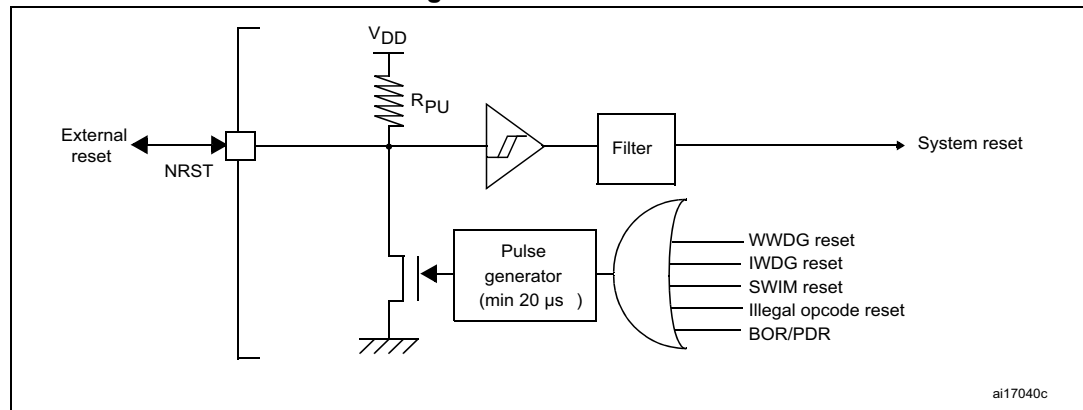 VDD
RPU
External
reset
NRST
Filter
System reset
Pulse
generator
(min 20 µs )
WWDG reset
IWDG reset
SWIM reset
Illegal opcode reset
BOR/PDR
ai17040c